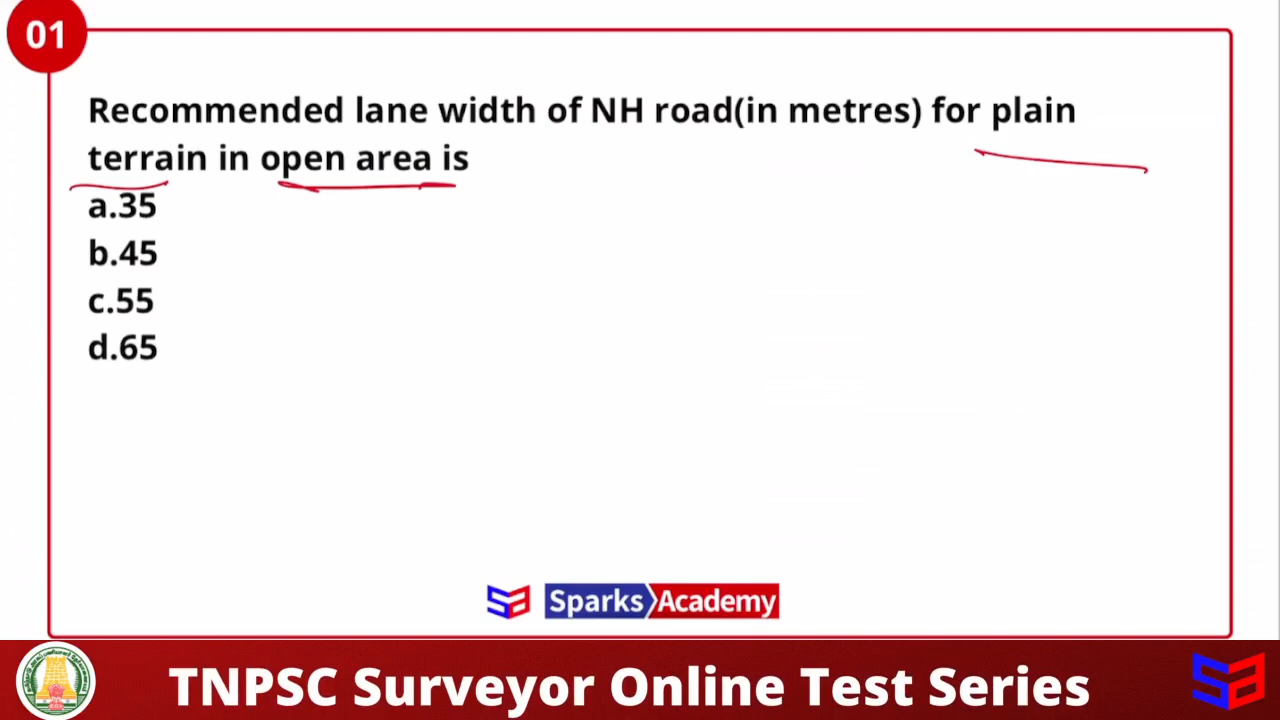 01
Recommended lane width of NH road(in metres) for plain
terrain in open area is
a.35
b.45
c.55
d.65
Sparks Academy
TNPSC Surveyor Online Test Series